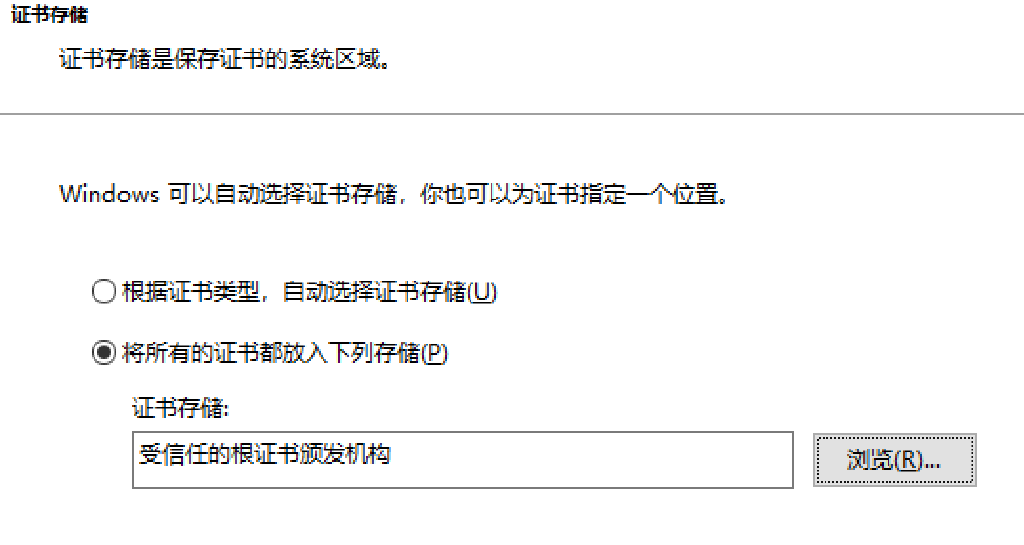 证书存储
证书存储是保存证书的系统区域。
Windows 可以自动选择证书存储，你也可以为证书指定一个位置。
根据证书类型，自动选择证书存储(U)
将所有的证书都放入下列存储(P)
证书存储:
受信任的根证书颁发机构
浏览(R)...